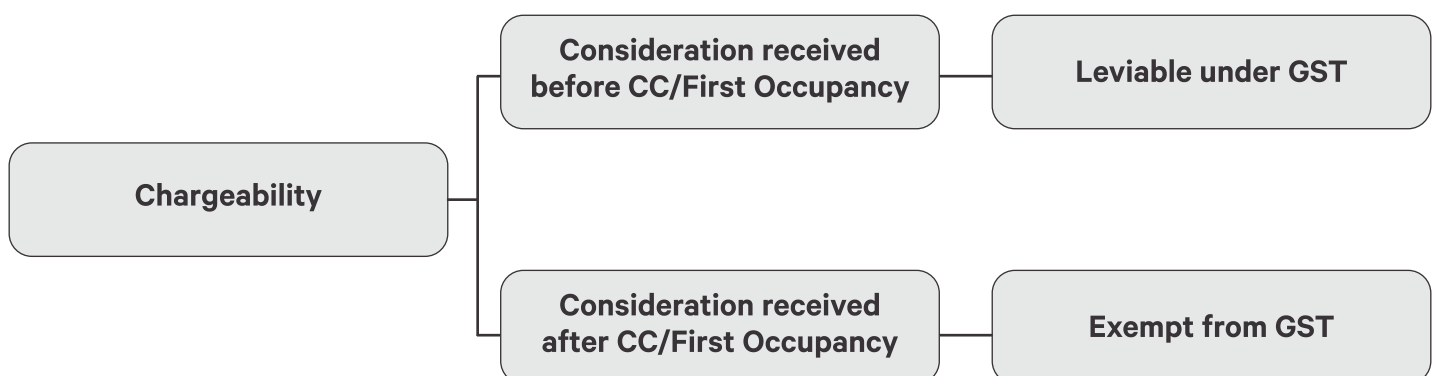 Consideration received
before CC/First Occupancy
Leviable under GST
Chargeability
Consideration received
after CC/First Occupancy
Exempt from GST